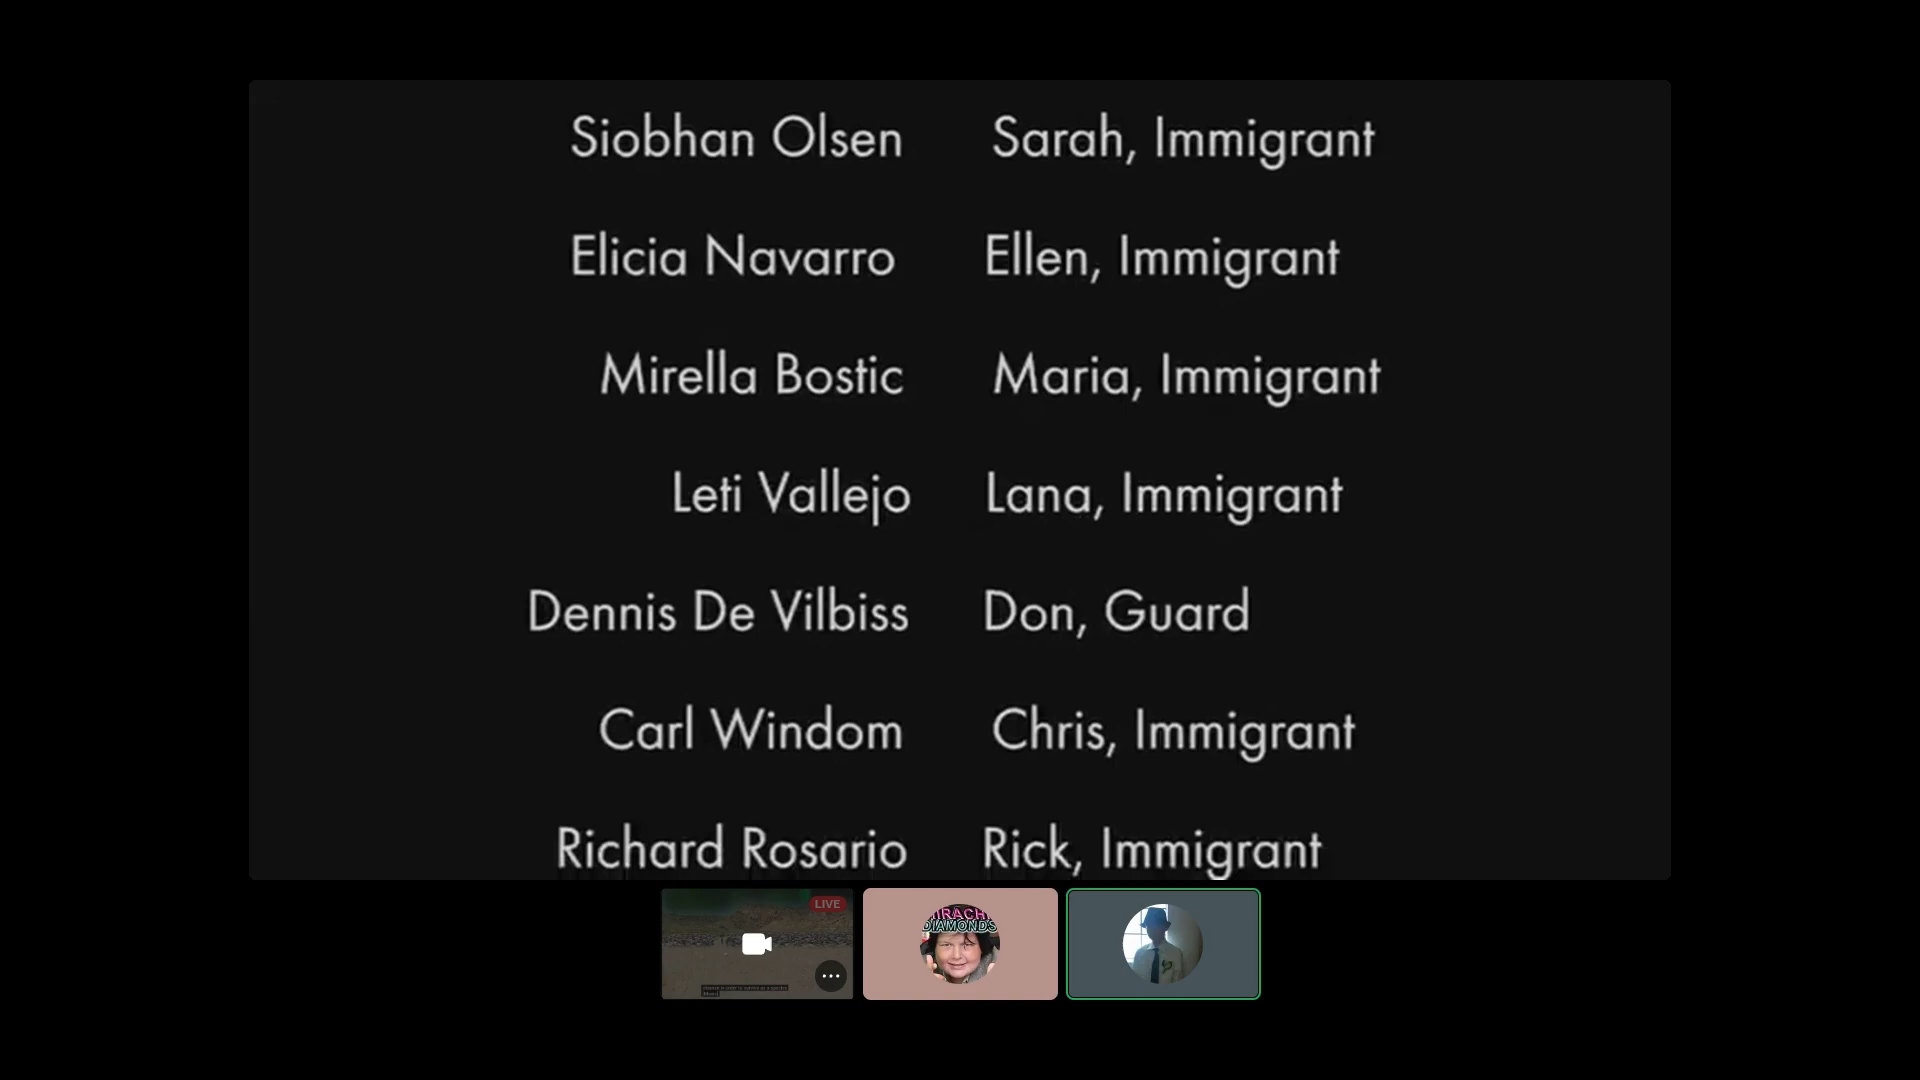 Siobhan Olsen Sarah, Immigrant
Elicia Navarro Ellen, Immigrant
Mirella Bostic Maria, Immigrant
Leti Vallejo Lana, Immigrant
Dennis De Vilbiss Don, Guard
Carl Windom Chris, Immigrant
Richard Rosario Rick, Immigrant
LIVE
DIAMONDS